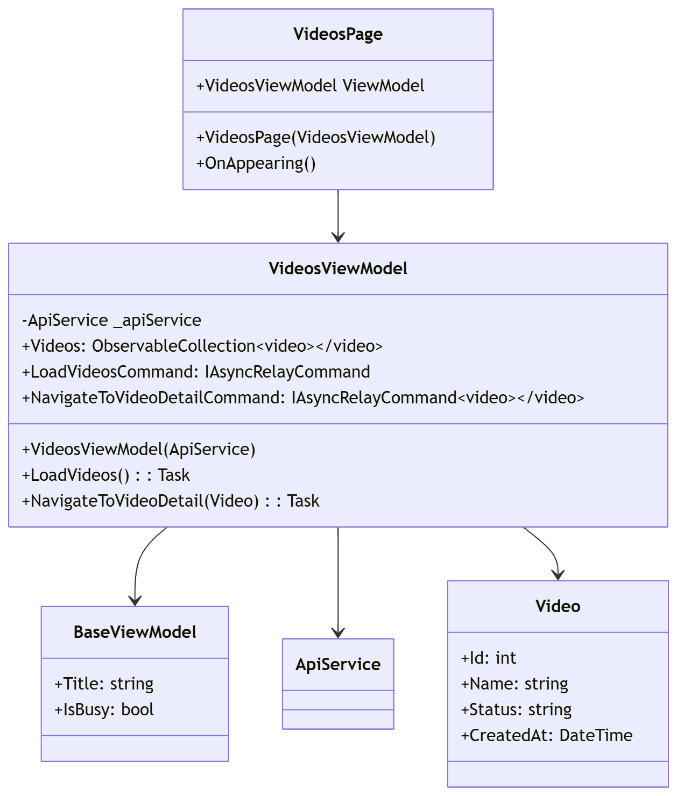 VideosPage
+VideosViewModel ViewModel
+VideosPage(VideosViewModel)
+OnAppearing()
VideosViewModel
-ApiService _apiService
+Videos: ObservableCollection<video></video>
+LoadVideosCommand: IAsyncRelayCommand
+NavigateToVideoDetailCommand: IAsyncRelayCommand<video></video>
+VideosViewModel(ApiService)
+LoadVideos() : : Task
+NavigateToVideoDetail(Video) : : Task
BaseViewModel
+Title: string
+IsBusy: bool
ApiService
Video
+Id: int
+Name: string
+Status: string
+CreatedAt: DateTime